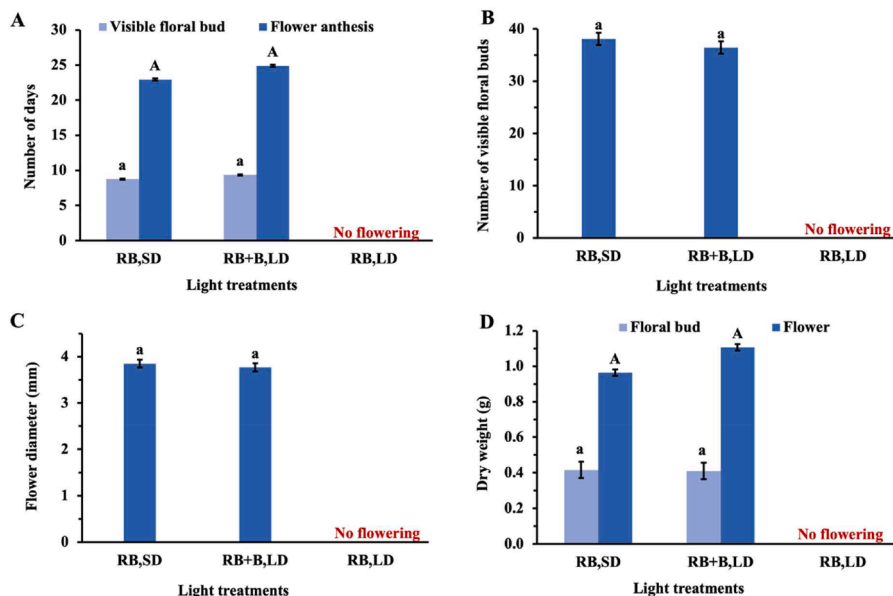 A
Visible floral bud
Flower anthesis
Number of days
30
25
20
15
10
5
0
a
A
a
A
No flowering
RB,SD
RB+B,LD
RB,LD
Light treatments
B
Number of visible floral buds
40
30
20
10
0
a
a
No flowering
RB,SD
RB+B,LD
RB,LD
Light treatments
C
Flower diameter (mm)
4
3
2
1
0
a
a
No flowering
RB,SD
RB+B,LD
RB,LD
Light treatments
D
Floral bud
Flower
Dry weight (g)
1.2
1.0
0.8
0.6
0.4
0.2
0.0
a
A
a
A
No flowering
RB,SD
RB+B,LD
RB,LD
Light treatments